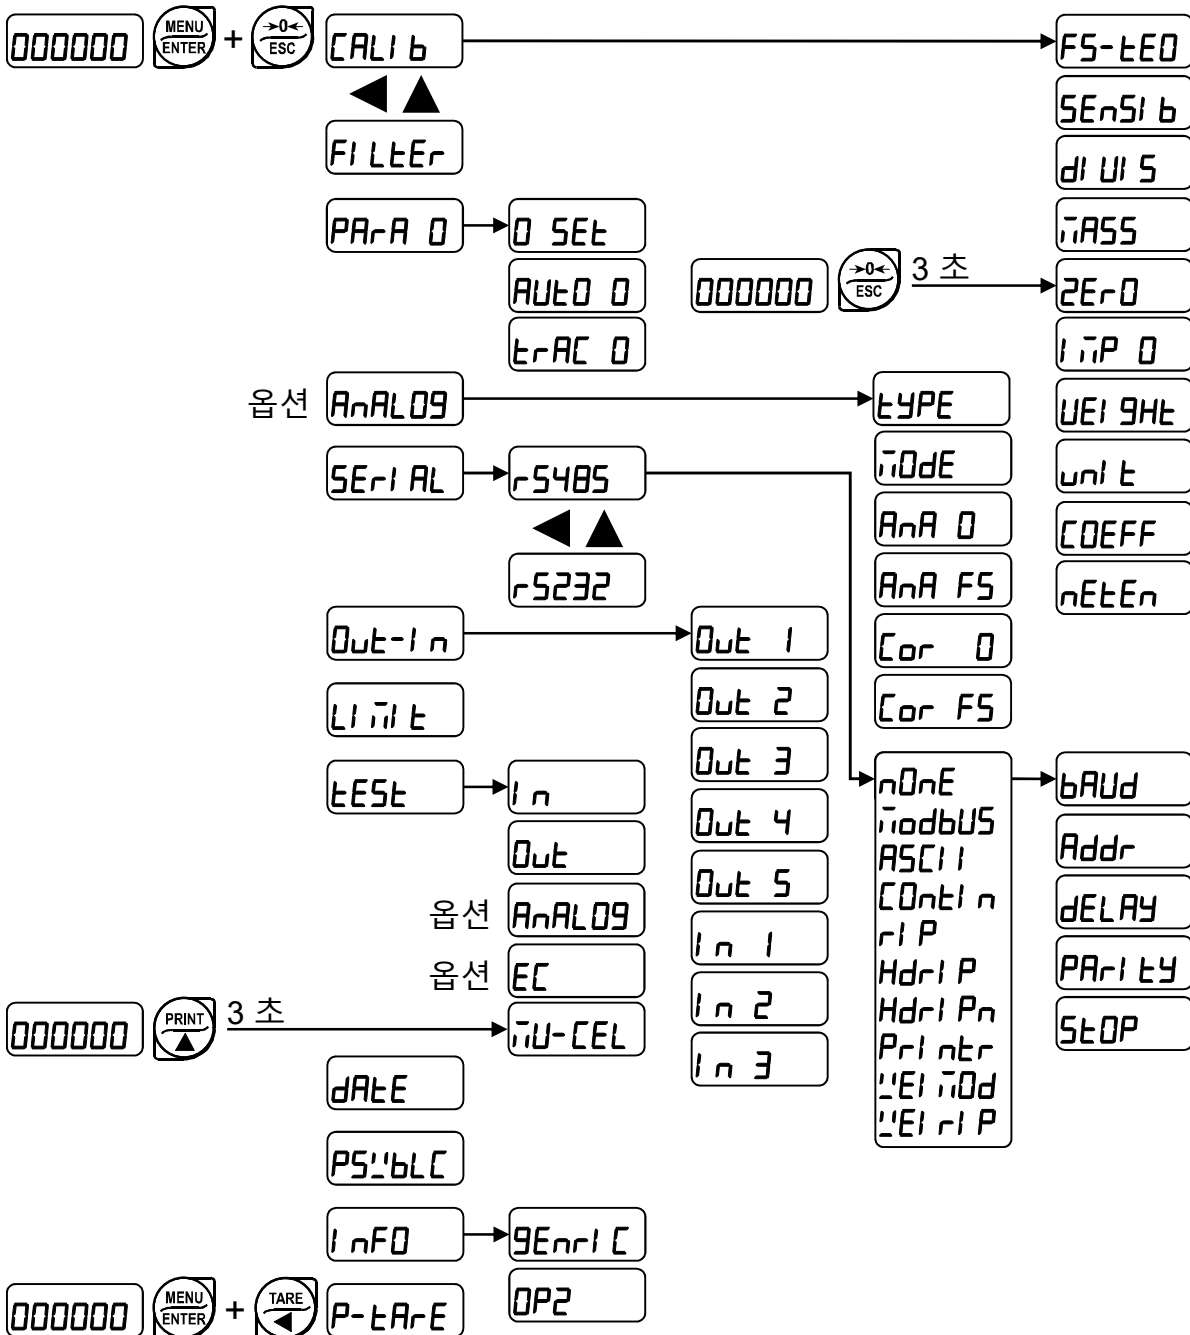 000000 MENU ENTER + →0← ESC CALIb FS-tEO
SEnSIb
FILtEr
dIVIS
PArA 0 0 SEt
mASS
AUtO 0
000000 →0← ESC 3 초 ZErO
trAC 0
ImP 0
옵션 AnALOg tYPE VEIgHt
SErIAL rS485 mOdE unIt
AnA 0 COEFF
rS232 AnA FS nEtEn
Out-In Out 1 Cor 0
LImIt Out 2 Cor FS
Out 3
tESt In nOnE bAUd
Out 4 modbUS
Out ASCII Addr
Out 5 COntIn
옵션 AnALOg dELAY
In 1 rIP
옵션 EC HdrIP PArItY
In 2 HdrIPn
000000 PRINT 3 초 mV-CEL StOP
PrIntr
In 3 WEImOd
dAtE WEIrIP
PSWbLC
InFO gEnrIC
OP2
000000 MENU ENTER + TARE P-tArE